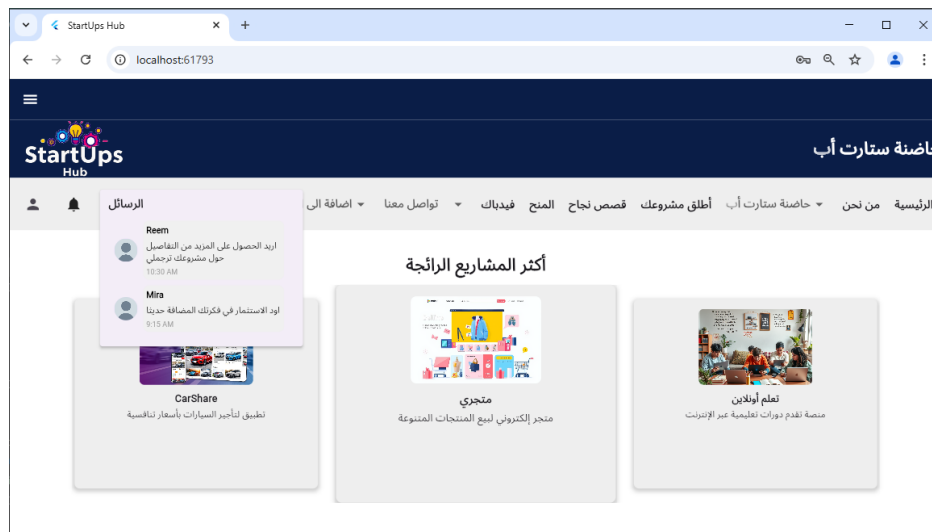 StartUps Hub
localhost:61793
StartUps
Hub
حاضنة ستارت أب
الرئيسية
من نحن
حاضنة ستارت أب
أطلق مشروعك
قصص نجاح
المنح
فيدباك
تواصل معنا
اضافة الى
الرسائل
Reem
اريد الحصول على المزيد من التفاصيل
حول مشروعك ترجملي
10:30 AM
Mira
اود الاستثمار في فكرتك المضافة حديثا
9:15 AM
أكثر المشاريع الرائجة
تعلم أونلاين
منصة تقدم دورات تعليمية عبر الإنترنت
متجري
متجر إلكتروني لبيع المنتجات المتنوعة
CarShare
تطبيق لتأجير السيارات بأسعار تنافسية